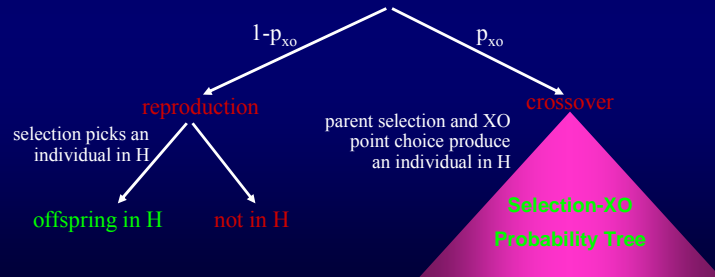 1-pxo
pxo
reproduction
crossover
selection picks an
individual in H
parent selection and XO
point choice produce
an individual in H
offspring in H
not in H
Selection-XO
Probability Tree